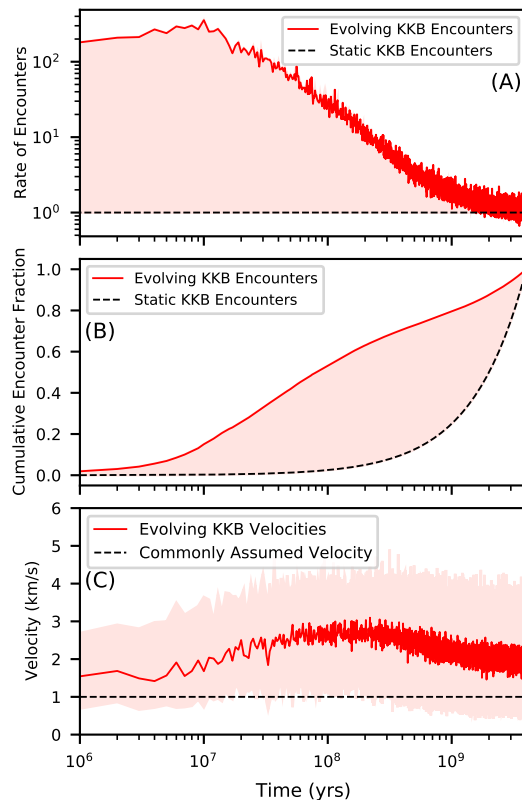 Evolving KKB Encounters
Static KKB Encounters
(A)
Rate of Encounters
10²
10¹
10⁰
Evolving KKB Encounters
Static KKB Encounters
(B)
Cumulative Encounter Fraction
1.0
0.8
0.6
0.4
0.2
0.0
Evolving KKB Velocities
Commonly Assumed Velocity
(C)
Velocity (km/s)
6
5
4
3
2
1
0
10⁶
10⁷
10⁸
10⁹
Time (yrs)